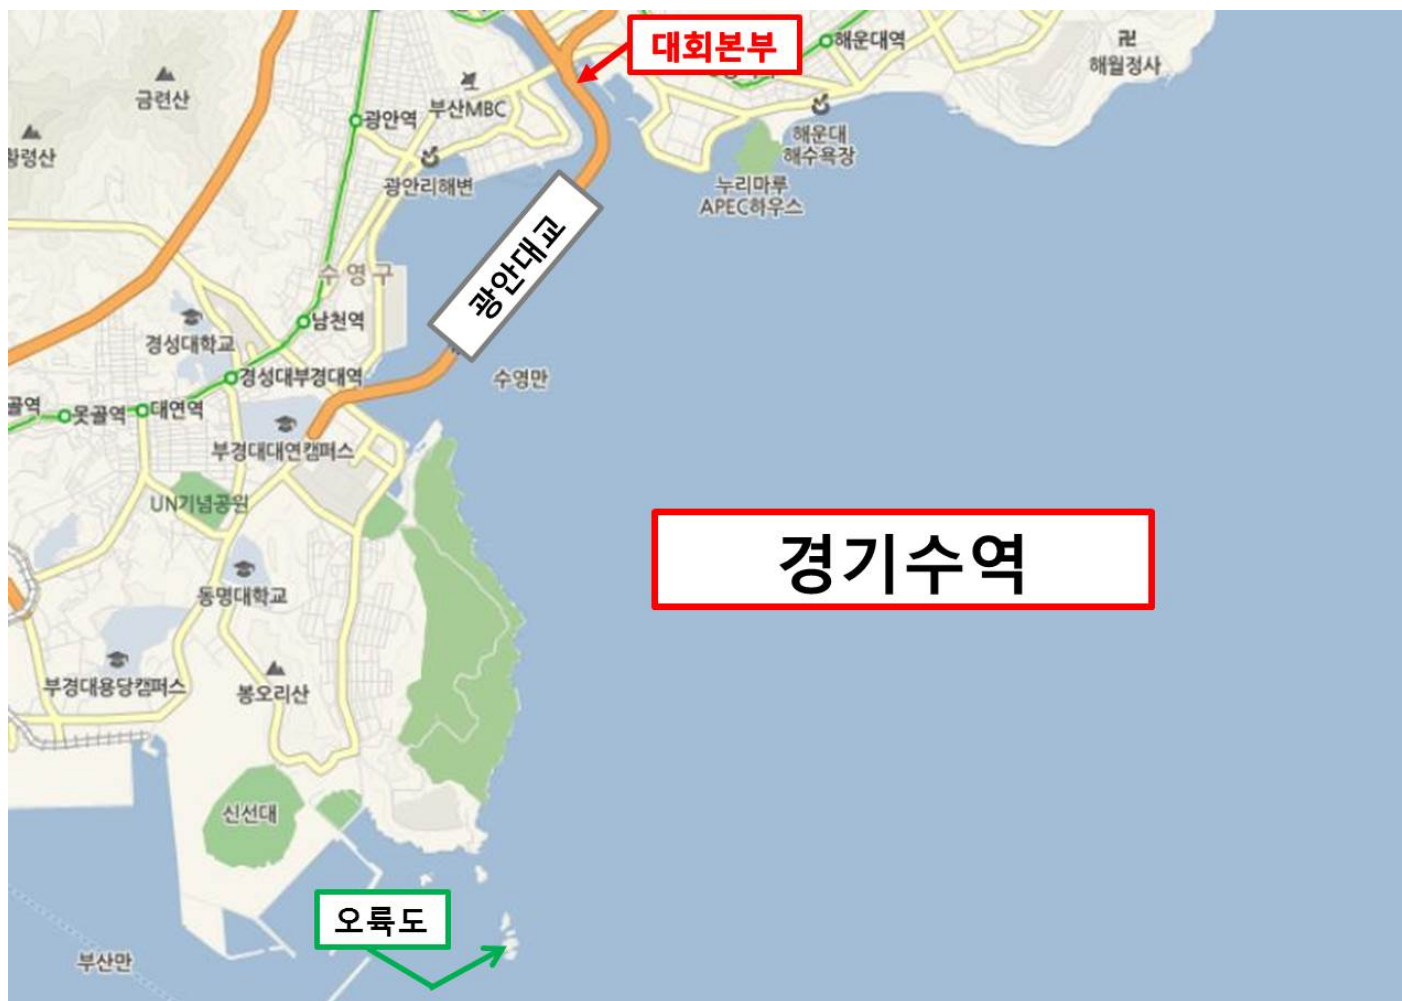 대회본부
해운대역
卍
해월정사
금련산
부산MBC
광안역
해운대
해수욕장
령산
광안리해변
누리마루
APEC하우스
광안대교
수영구
남천역
경성대학교
경성대부경대역
수영만
골역
못골역
대연역
부경대대연캠퍼스
UN기념공원
경기수역
동명대학교
부경대용당캠퍼스
봉오리산
신선대
오륙도
부산만